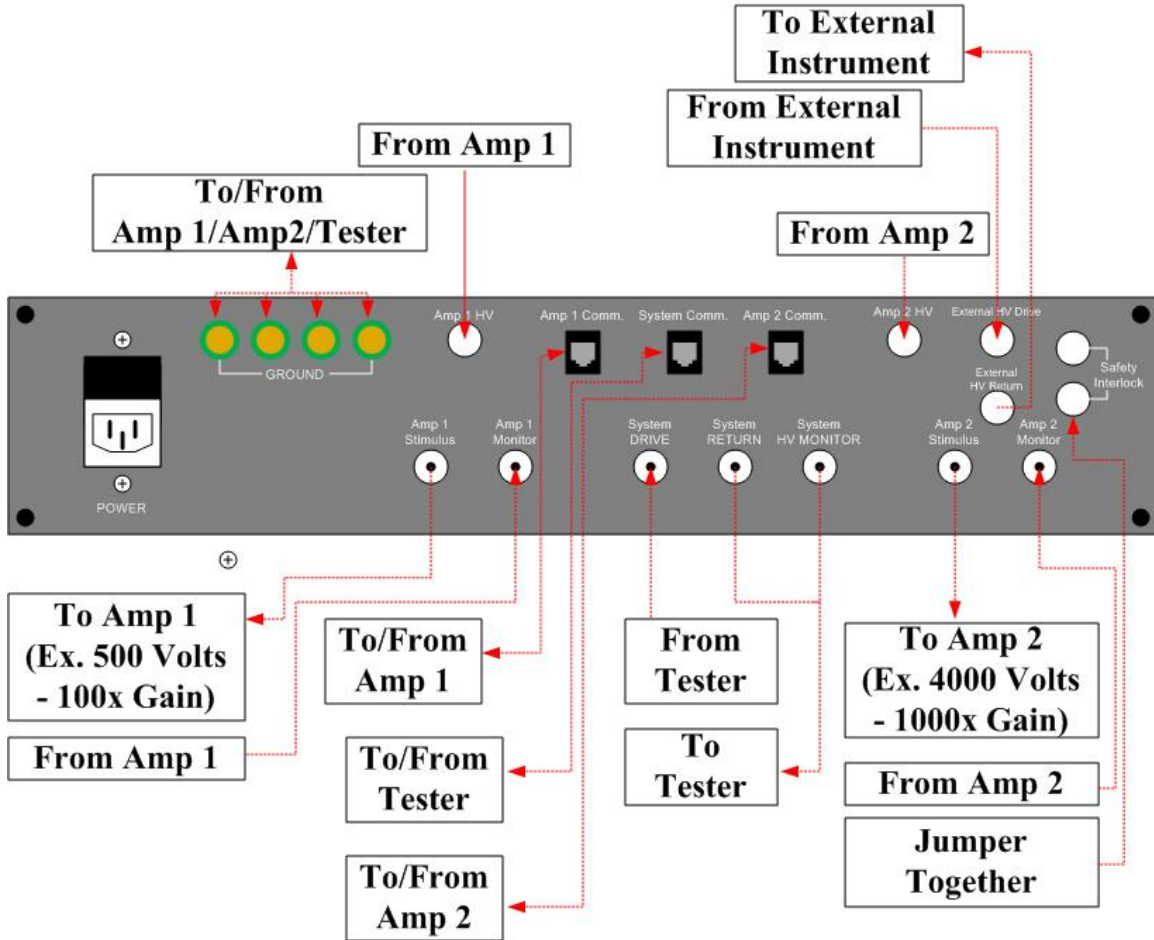 To External
Instrument
From External
Instrument
From Amp 1
To/From
Amp 1/Amp2/Tester
From Amp 2
Amp 1 HV
Amp 1 Comm.
System Comm.
Amp 2 Comm.
Amp 2 HV
External HV Drive
GROUND
External
HV Return
Safety
Interlock
Amp 1
Stimulus
Amp 1
Monitor
System
DRIVE
System
RETURN
System
HV MONITOR
Amp 2
Stimulus
Amp 2
Monitor
POWER
To Amp 1
(Ex. 500 Volts
- 100x Gain)
To/From
Amp 1
From
Tester
To Amp 2
(Ex. 4000 Volts
- 1000x Gain)
From Amp 1
To/From
Tester
To
Tester
From Amp 2
Jumper
Together
To/From
Amp 2